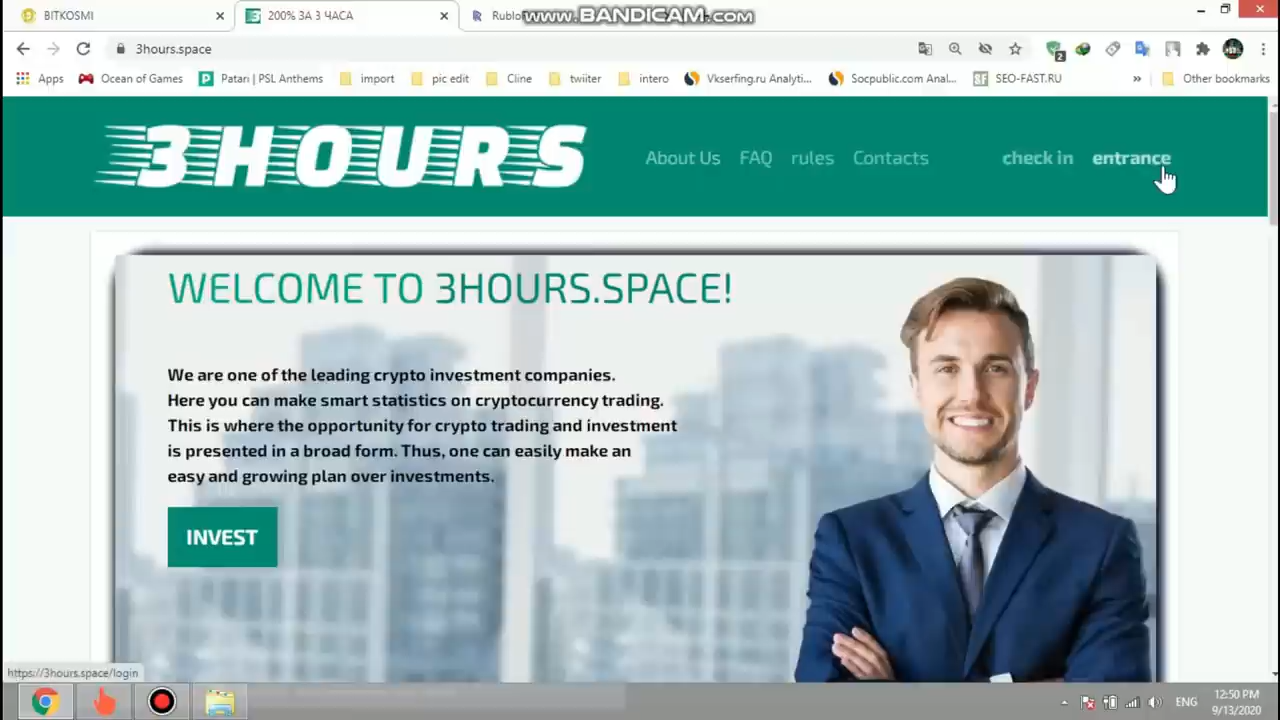 BITKOSMI
200% ЗА 3 ЧАСА
Rublo
WWW.BANDICAM.COM
3hours.space
2
Apps
Ocean of Games
Patari | PSL Anthems
import
pic edit
Cline
twiiter
intero
Vkserfing.ru Analyti...
Socpublic.com Anal...
SEO-FAST.RU
»
Other bookmarks
3HOURS
About Us
FAQ
rules
Contacts
check in
entrance
WELCOME TO 3HOURS.SPACE!
We are one of the leading crypto investment companies.
Here you can make smart statistics on cryptocurrency trading.
This is where the opportunity for crypto trading and investment
is presented in a broad form. Thus, one can easily make an
easy and growing plan over investments.
INVEST
https://3hours.space/login
ENG
12:50 PM
9/13/2020